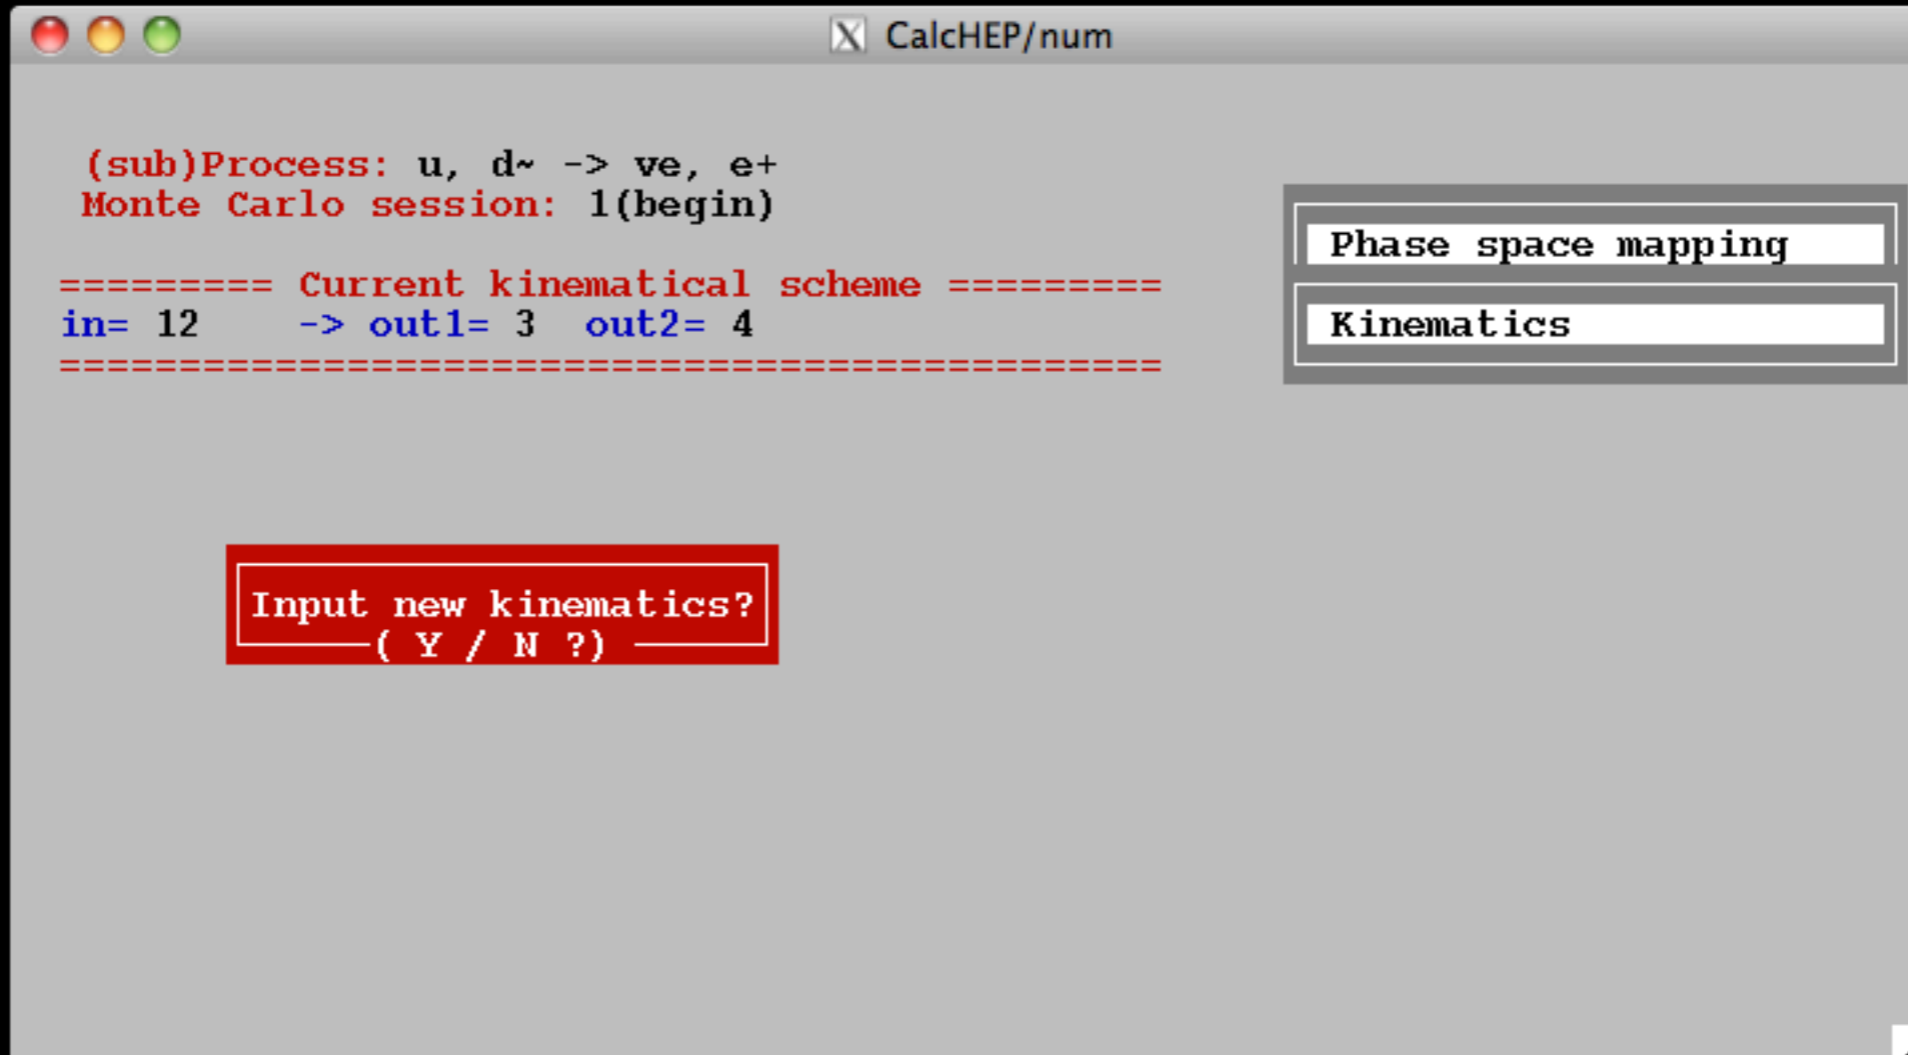 CalcHEP/num
(sub)Process: u, d~ -> ve, e+
Monte Carlo session: 1(begin)
Phase space mapping
========= Current kinematical scheme =========
in= 12 -> out1= 3 out2= 4
Kinematics
==============================================
Input new kinematics?
( Y / N ?)